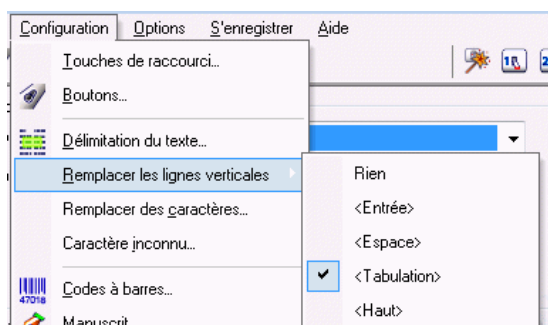 Configuration Options S'enregistrer Aide
Touches de raccourci...
Boutons...
Délimitation du texte...
Remplacer les lignes verticales
Remplacer des caractères...
Caractère inconnu...
Codes à barres...
47018
Manuscrit
Rien
<Entrée>
<Espace>
<Tabulation>
<Haut>